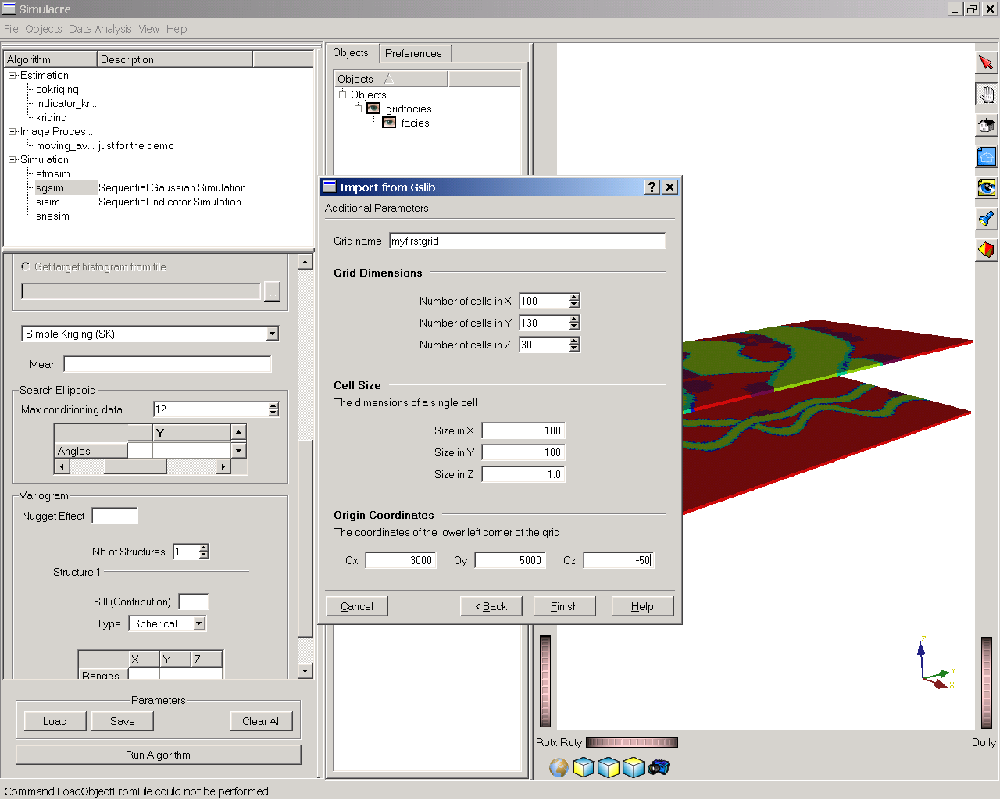 Simulacre
File Objects Data Analysis View Help
Algorithm Description
Estimation
cokriging
indicator_kr...
kriging
Image Proces...
moving_av... just for the demo
Simulation
efrosim
sgsim Sequential Gaussian Simulation
sisim Sequential Indicator Simulation
snesim
Get target histogram from file
...
Simple Kriging (SK)
Mean
Search Ellipsoid
Max conditioning data 12
Y
Angles
Variogram
Nugget Effect
Nb of Structures 1
Structure 1
Sill (Contribution)
Type Spherical
X Y Z
Ranges
Parameters
Load Save Clear All
Run Algorithm
Objects Preferences
Objects
Objects
gridfacies
facies
Import from Gslib
Additional Parameters
Grid name myfirstgrid
Grid Dimensions
Number of cells in X 100
Number of cells in Y 130
Number of cells in Z 30
Cell Size
The dimensions of a single cell
Size in X 100
Size in Y 100
Size in Z 1.0
Origin Coordinates
The coordinates of the lower left corner of the grid
Ox 3000 Oy 5000 Oz -50
Cancel < Back Finish Help
Z
Y
X
Rotx Roty Dolly
Command LoadObjectFromFile could not be performed.